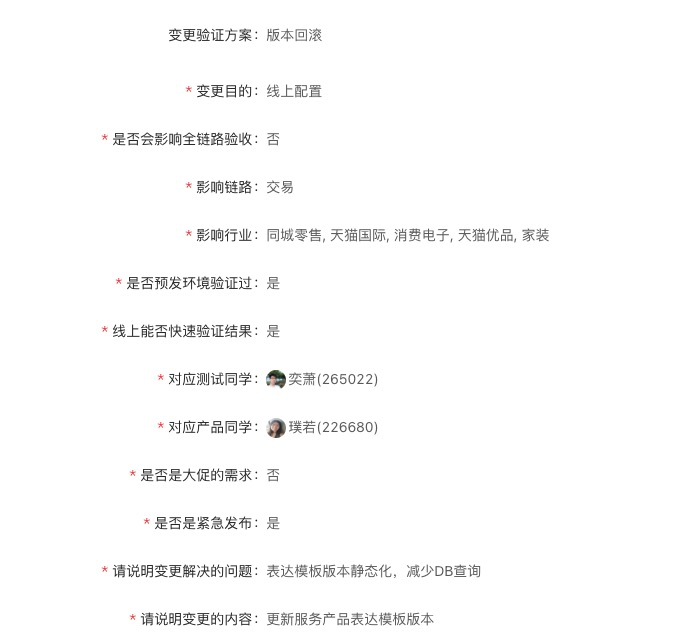 变更验证方案：版本回滚
* 变更目的：线上配置
* 是否会影响全链路验收：否
* 影响链路：交易
* 影响行业：同城零售, 天猫国际, 消费电子, 天猫优品, 家装
* 是否预发环境验证过：是
* 线上能否快速验证结果：是
* 对应测试同学：奕萧(265022)
* 对应产品同学：璞若(226680)
* 是否是大促的需求：否
* 是否是紧急发布：是
* 请说明变更解决的问题：表达模板版本静态化，减少DB查询
* 请说明变更的内容：更新服务产品表达模板版本